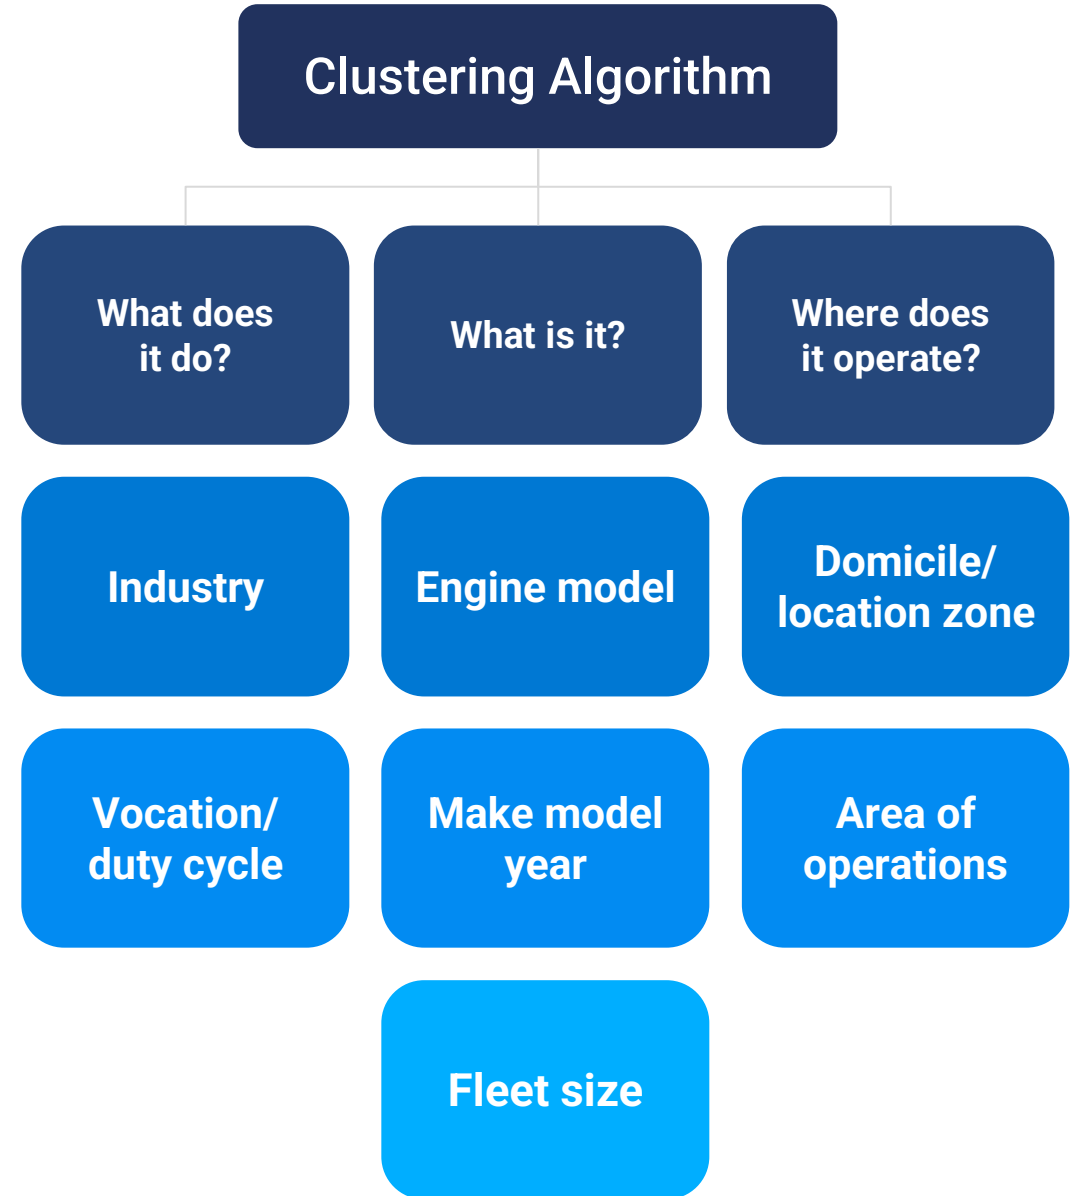 Clustering Algorithm
What does
it do?
What is it?
Where does
it operate?
Industry
Engine model
Domicile/
location zone
Vocation/
duty cycle
Make model
year
Area of
operations
Fleet size